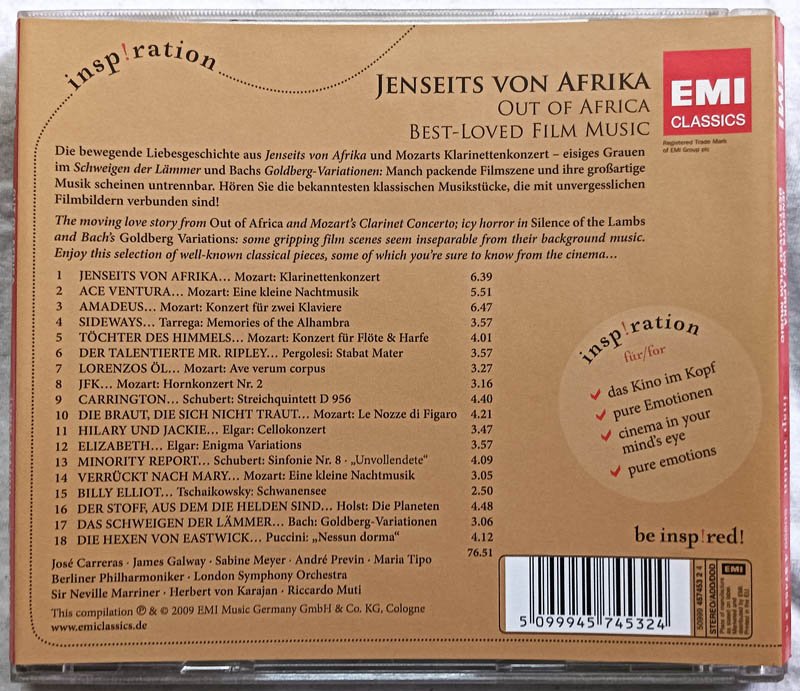 insp!ration
JENSEITS VON AFRIKA
OUT OF AFRICA
BEST-LOVED FILM MUSIC
EMI
CLASSICS
Registered Trade Mark
of EMI Group plc
Die bewegende Liebesgeschichte aus Jenseits von Afrika und Mozarts Klarinettenkonzert – eisiges Grauen
im Schweigen der Lämmer und Bachs Goldberg-Variationen: Manch packende Filmszene und ihre großartige
Musik scheinen untrennbar. Hören Sie die bekanntesten klassischen Musikstücke, die mit unvergesslichen
Filmbildern verbunden sind!
The moving love story from Out of Africa and Mozart's Clarinet Concerto; icy horror in Silence of the Lambs
and Bach's Goldberg Variations: some gripping film scenes seem inseparable from their background music.
Enjoy this selection of well-known classical pieces, some of which you're sure to know from the cinema…
1 JENSEITS VON AFRIKA… Mozart: Klarinettenkonzert 6.39
2 ACE VENTURA… Mozart: Eine kleine Nachtmusik 5.51
3 AMADEUS… Mozart: Konzert für zwei Klaviere 6.47
4 SIDEWAYS… Tarrega: Memories of the Alhambra 3.57
5 TÖCHTER DES HIMMELS… Mozart: Konzert für Flöte & Harfe 4.01
6 DER TALENTIERTE MR. RIPLEY… Pergolesi: Stabat Mater 3.57
7 LORENZOS ÖL… Mozart: Ave verum corpus 3.27
8 JFK… Mozart: Hornkonzert Nr. 2 3.16
9 CARRINGTON… Schubert: Streichquintett D 956 4.40
10 DIE BRAUT, DIE SICH NICHT TRAUT… Mozart: Le Nozze di Figaro 4.21
11 HILARY UND JACKIE… Elgar: Cellokonzert 3.47
12 ELIZABETH… Elgar: Enigma Variations 3.57
13 MINORITY REPORT… Schubert: Sinfonie Nr. 8 · „Unvollendete“ 4.09
14 VERRÜCKT NACH MARY… Mozart: Eine kleine Nachtmusik 3.05
15 BILLY ELLIOT… Tschaikowsky: Schwanensee 2.50
16 DER STOFF, AUS DEM DIE HELDEN SIND… Holst: Die Planeten 4.48
17 DAS SCHWEIGEN DER LÄMMER… Bach: Goldberg-Variationen 3.06
18 DIE HEXEN VON EASTWICK… Puccini: „Nessun dorma“ 4.12
76.51
insp!ration
für/for
das Kino im Kopf
pure Emotionen
cinema in your
mind's eye
pure emotions
be insp!red!
José Carreras · James Galway · Sabine Meyer · André Previn · Maria Tipo
Berliner Philharmoniker · London Symphony Orchestra
Sir Neville Marriner · Herbert von Karajan · Riccardo Muti
This compilation ℗ & © 2009 EMI Music Germany GmbH & Co. KG, Cologne
www.emiclassics.de
5 099945 745324
50999 457453 2 4
STEREO/ADD/DDD
EMI
EMI